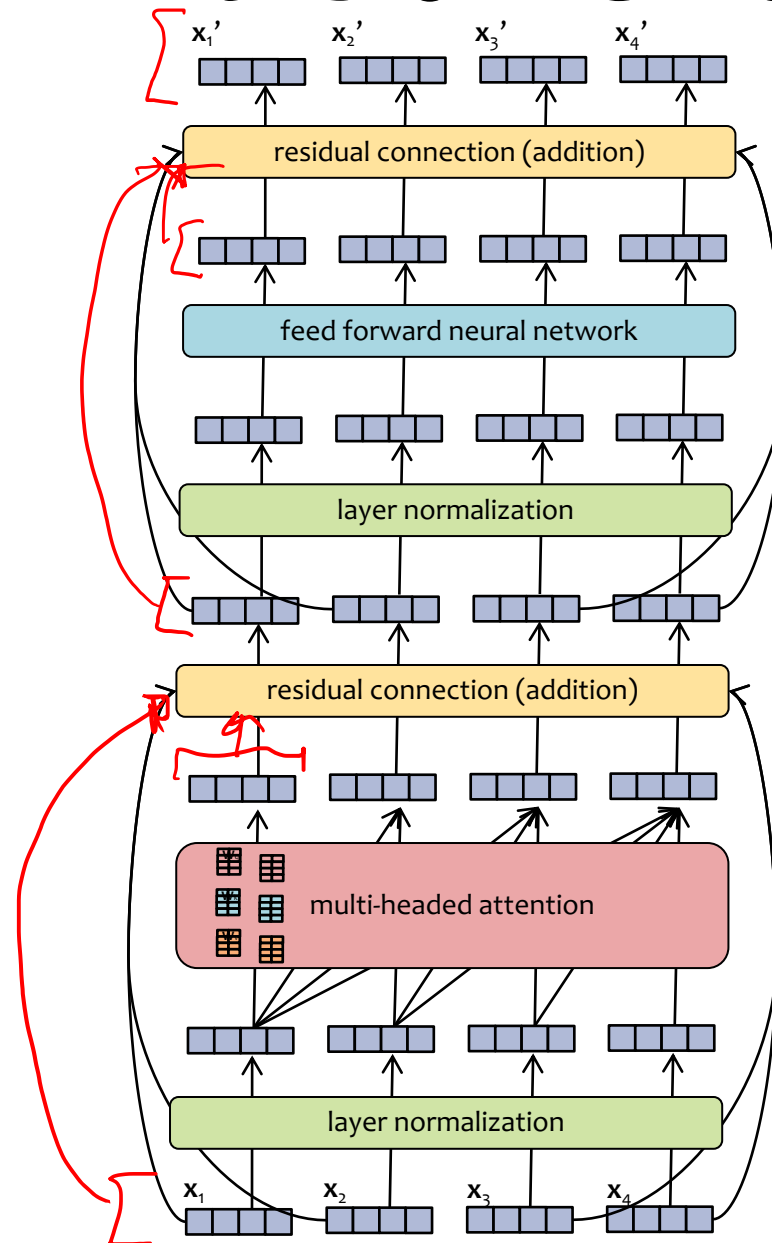 x₁’ x₂’ x₃’ x₄’
residual connection (addition)
feed forward neural network
layer normalization
residual connection (addition)
multi-headed attention
layer normalization
x₁ x₂ x₃ x₄